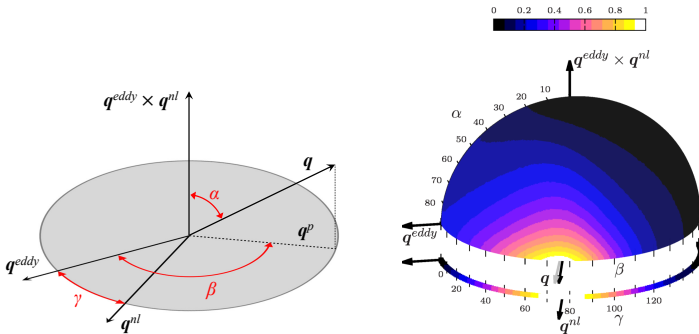 0 0.2 0.4 0.6 0.8 1
q^eddy × q^nl
q
α
q^p
q^eddy
β
γ
q^nl
q^eddy × q^nl
10
20
30
α
40
50
60
70
80
q^eddy
0
20
40
60
q
80
100
β
120
q^nl
γ